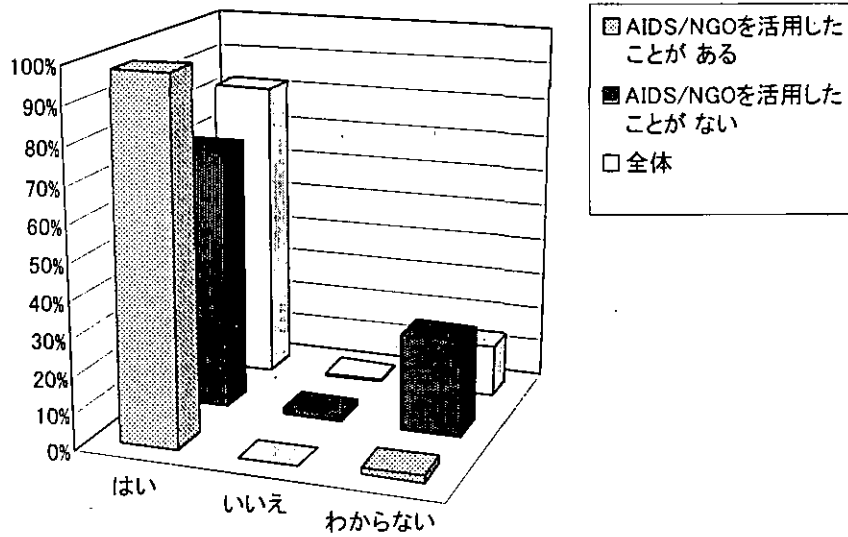 100%
90%
80%
70%
60%
50%
40%
30%
20%
10%
0%
はい
いいえ
わからない
AIDS/NGOを活用した
ことが ある
AIDS/NGOを活用した
ことが ない
全体